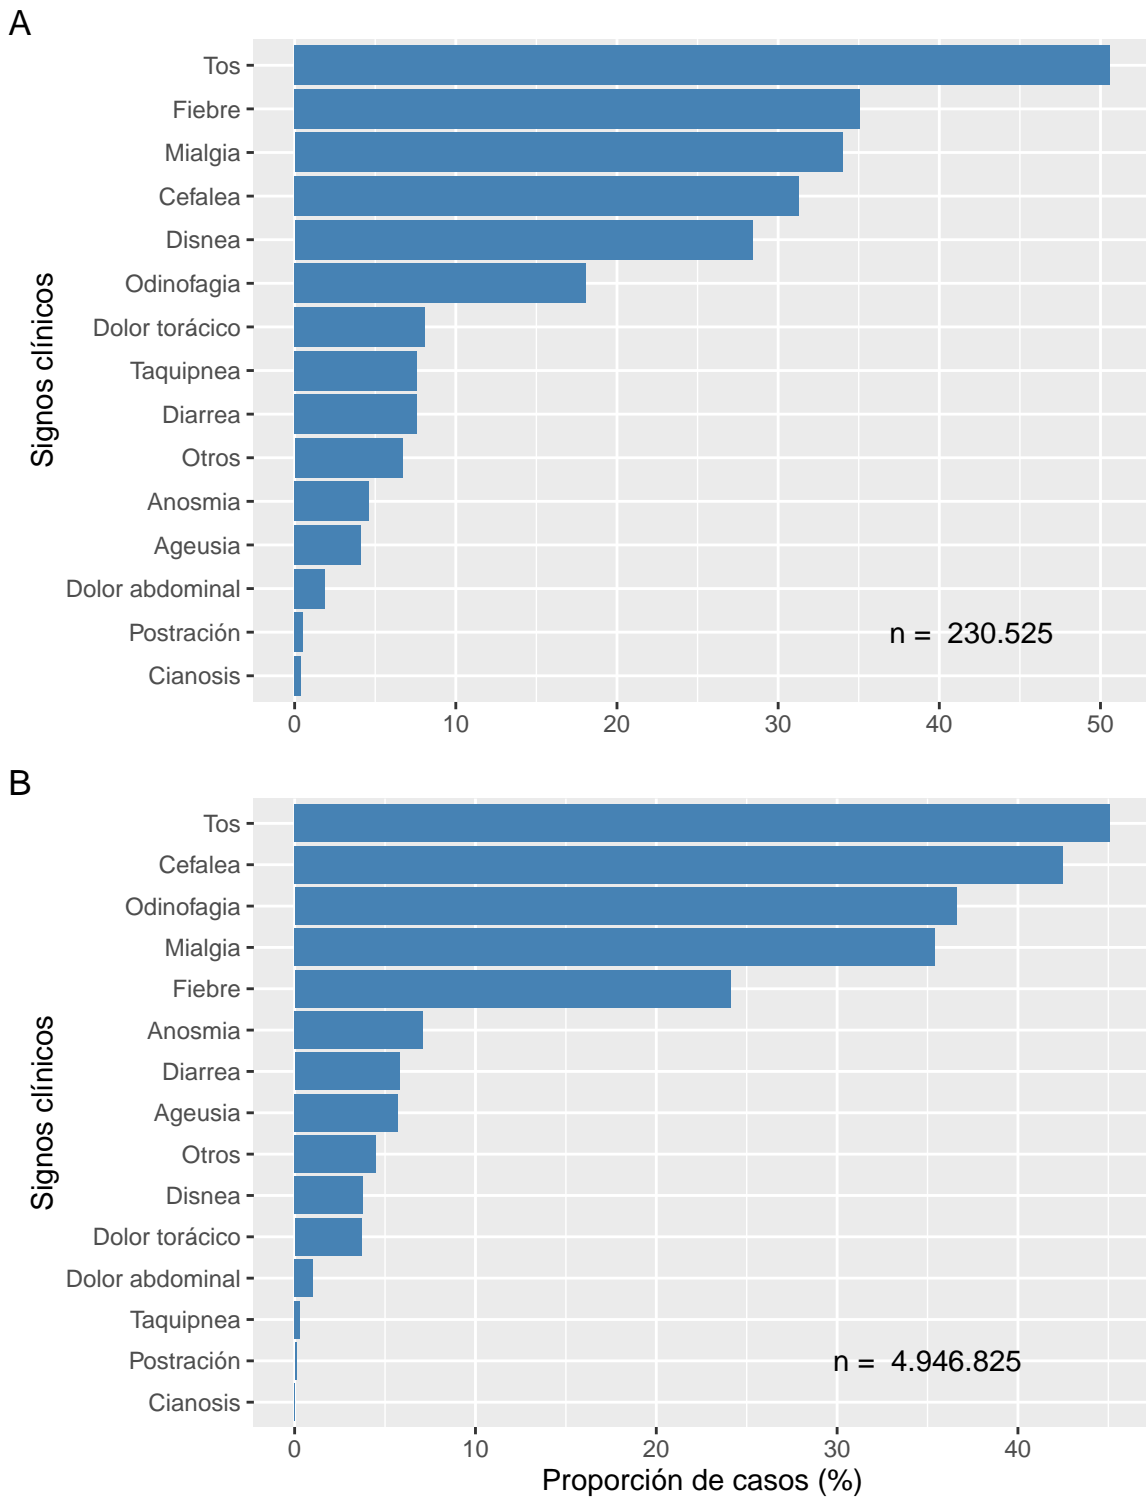 A
Tos
Fiebre
Mialgia
Cefalea
Disnea
Odinofagia
Dolor torácico
Taquipnea
Diarrea
Otros
Anosmia
Ageusia
Dolor abdominal
Postración
Cianosis
Signos clínicos
n = 230.525
0 10 20 30 40 50
B
Tos
Cefalea
Odinofagia
Mialgia
Fiebre
Anosmia
Diarrea
Ageusia
Otros
Disnea
Dolor torácico
Dolor abdominal
Taquipnea
Postración
Cianosis
Signos clínicos
n = 4.946.825
0 10 20 30 40
Proporción de casos (%)